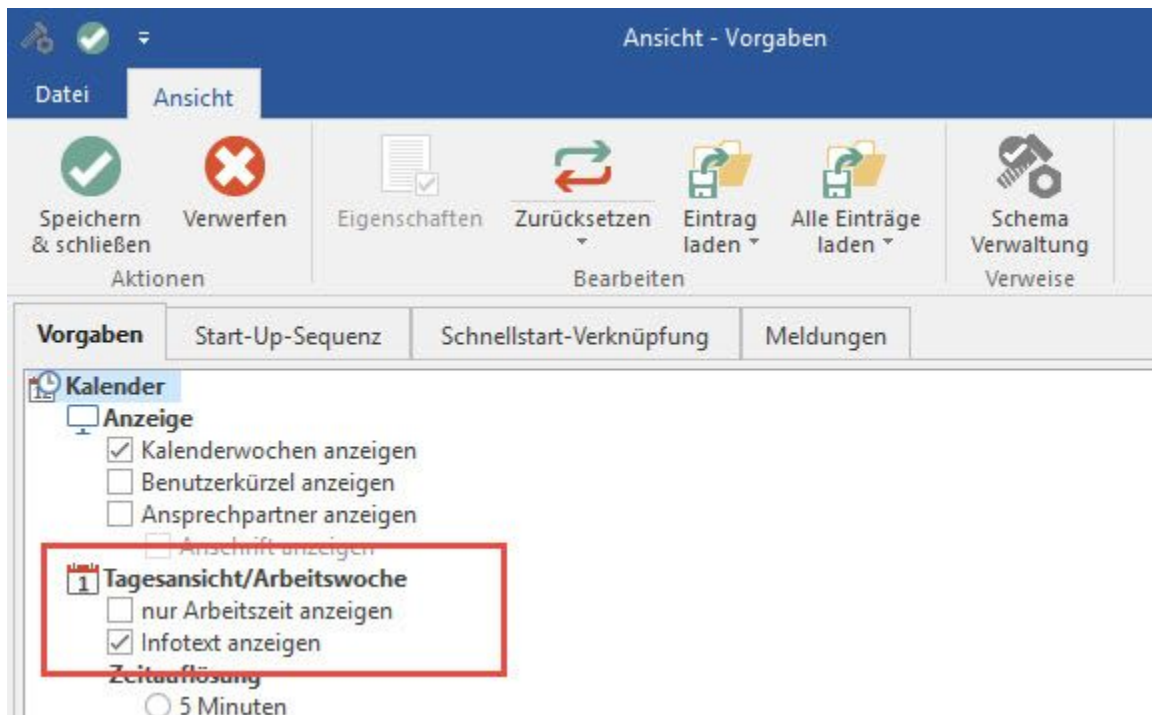 Ansicht - Vorgaben
Datei Ansicht
Speichern & schließen
Verwerfen
Eigenschaften
Zurücksetzen
Eintrag laden
Alle Einträge laden
Schema Verwaltung
Aktionen Bearbeiten Verweise
Vorgaben Start-Up-Sequenz Schnellstart-Verknüpfung Meldungen
Kalender
Anzeige
Kalenderwochen anzeigen
Benutzerkürzel anzeigen
Ansprechpartner anzeigen
Anschrift anzeigen
1 Tagesansicht/Arbeitswoche
nur Arbeitszeit anzeigen
Infotext anzeigen
Zeitauflösung
5 Minuten